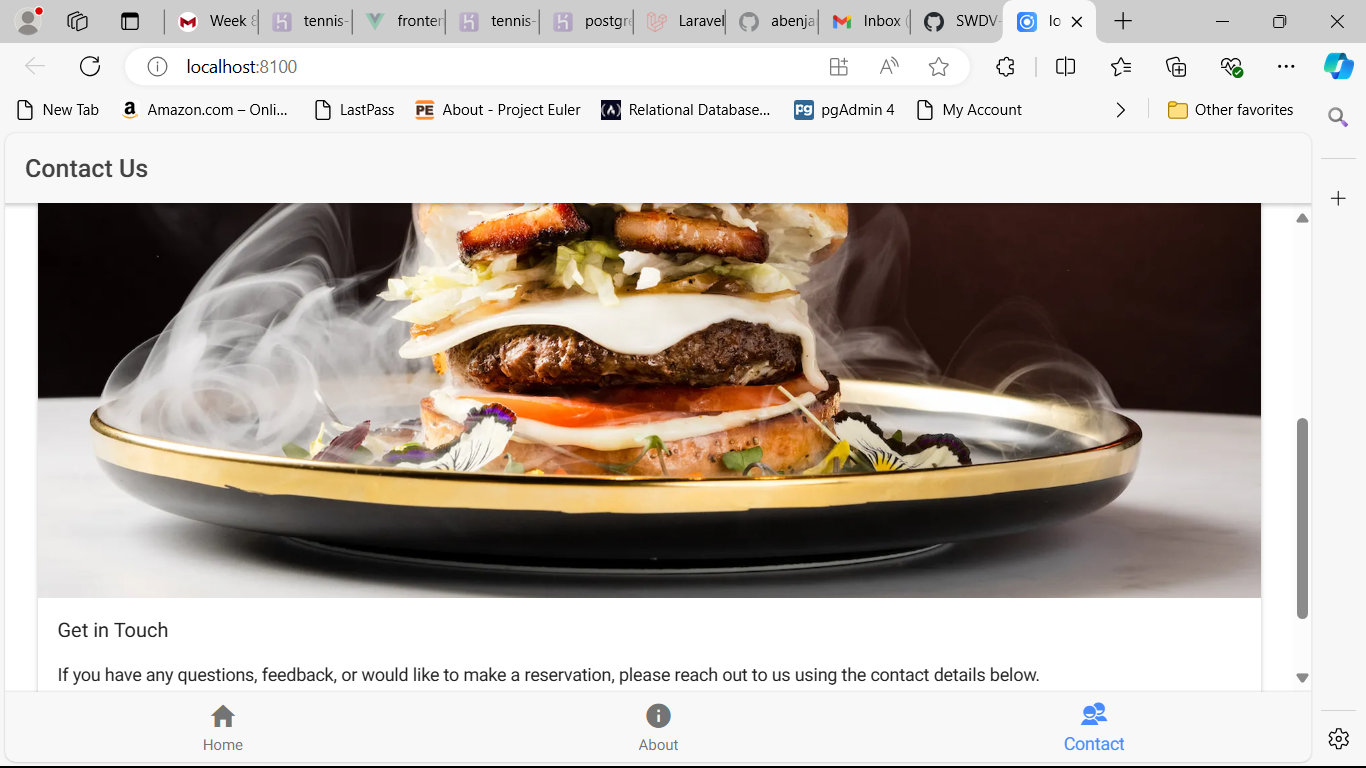 Week 8
tennis-
fronter
tennis-
postgre
Laravel
abenja
Inbox (
SWDV-
lo
localhost:8100
New Tab
Amazon.com – Onli...
LastPass
PE
About - Project Euler
Relational Database...
pg
pgAdmin 4
My Account
Other favorites
Contact Us
Get in Touch
If you have any questions, feedback, or would like to make a reservation, please reach out to us using the contact details below.
Home
About
Contact